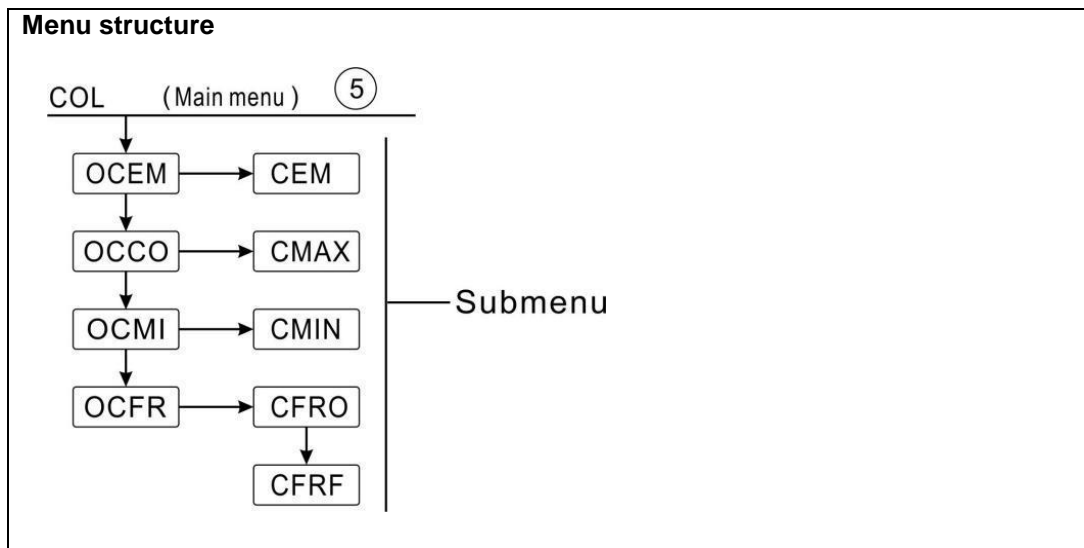 Menu structure
COL (Main menu) 5
OCEM CEM
OCCO CMAX
OCMI CMIN
Submenu
OCFR CFRO
CFRF